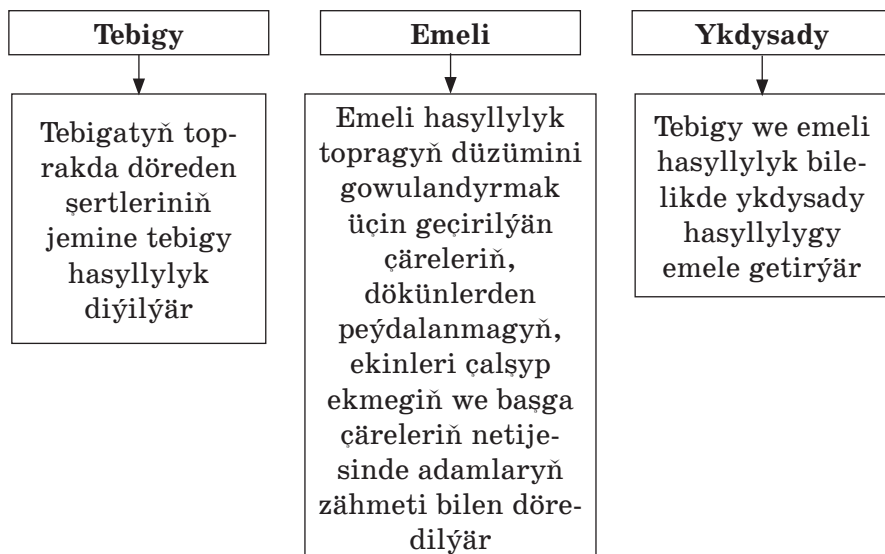 Tebigy
Emeli
Ykdysady
Tebigatyň top-
rakda döreden
şertleriniň
jemine tebigy
hasyllylyk
diýilýär
Emeli hasyllylyk
topragyň düzümini
gowulandyrmak
üçin geçirilýän
çäreleriň,
dökünlerden
peýdalanmagyň,
ekinleri çalşyp
ekmegiň we başga
çäreleriň netije-
sinde adamlaryň
zähmeti bilen döre-
dilýär
Tebigy we emeli
hasyllylyk bile-
likde ykdysady
hasyllylygy
emele getirýär